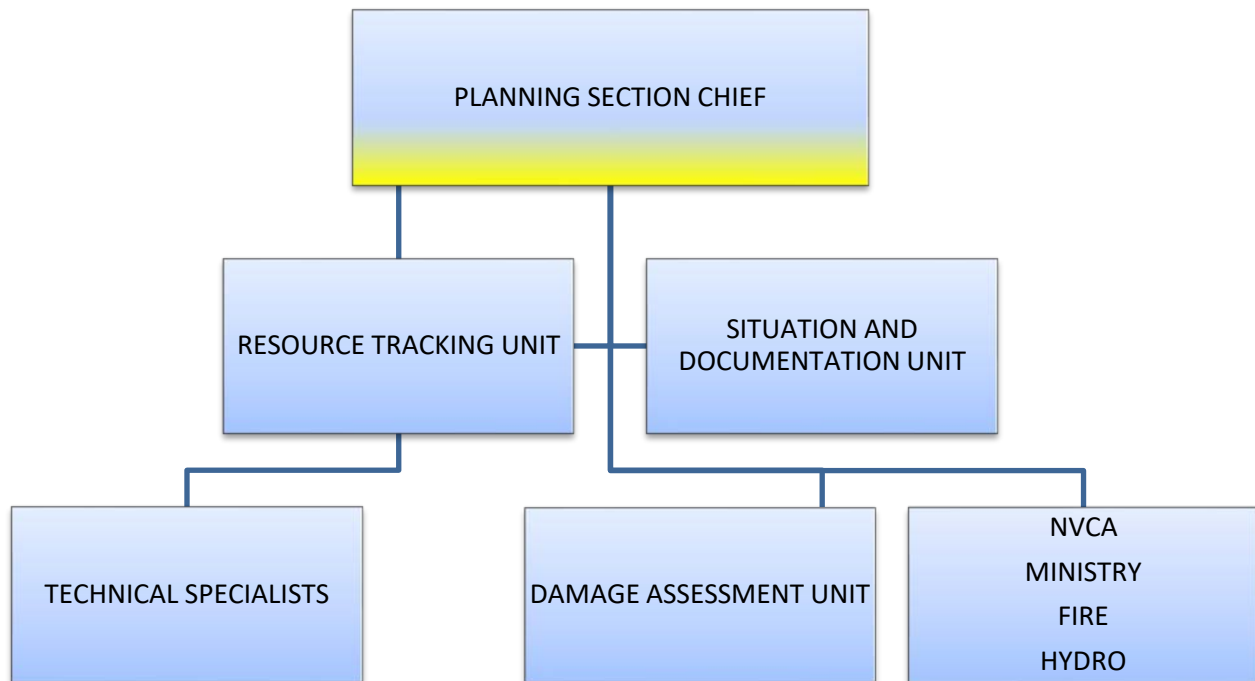 PLANNING SECTION CHIEF
RESOURCE TRACKING UNIT
SITUATION AND
DOCUMENTATION UNIT
TECHNICAL SPECIALISTS
DAMAGE ASSESSMENT UNIT
NVCA
MINISTRY
FIRE
HYDRO